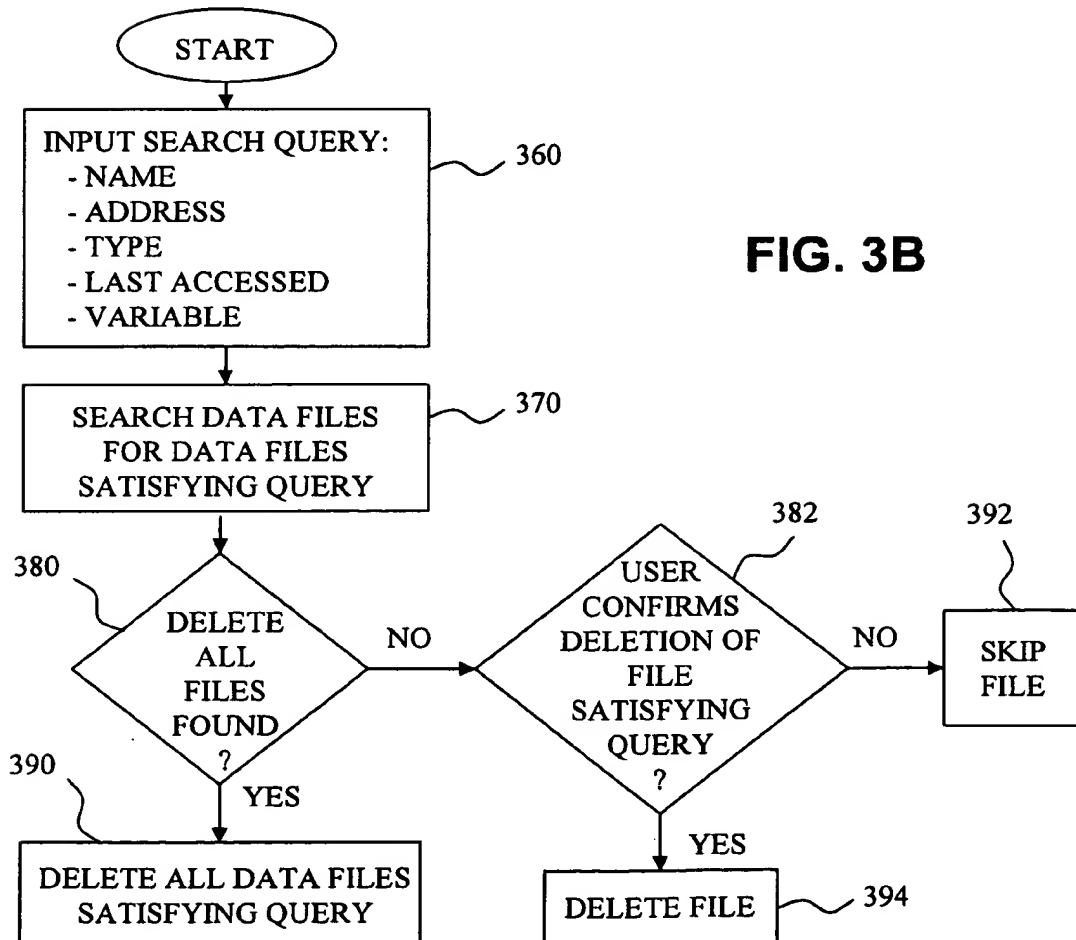 START
INPUT SEARCH QUERY:
- NAME
- ADDRESS
- TYPE
- LAST ACCESSED
- VARIABLE
360
FIG. 3B
SEARCH DATA FILES
FOR DATA FILES
SATISFYING QUERY
370
380
DELETE
ALL
FILES
FOUND
?
NO
382
USER
CONFIRMS
DELETION OF
FILE
SATISFYING
QUERY
?
NO
392
SKIP
FILE
390
YES
DELETE ALL DATA FILES
SATISFYING QUERY
YES
DELETE FILE
394